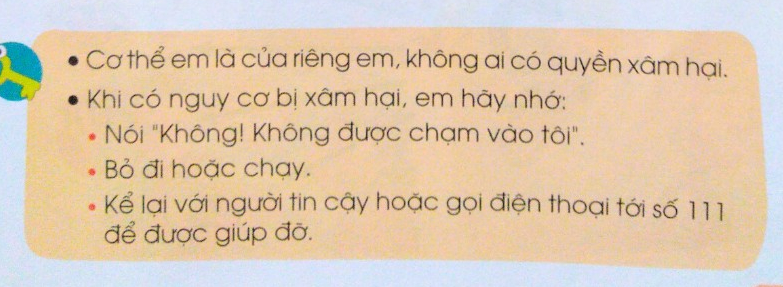 • Cơ thể em là của riêng em, không ai có quyền xâm hại.
• Khi có nguy cơ bị xâm hại, em hãy nhớ:
• Nói "Không! Không được chạm vào tôi".
• Bỏ đi hoặc chạy.
• Kể lại với người tin cậy hoặc gọi điện thoại tới số 111
để được giúp đỡ.